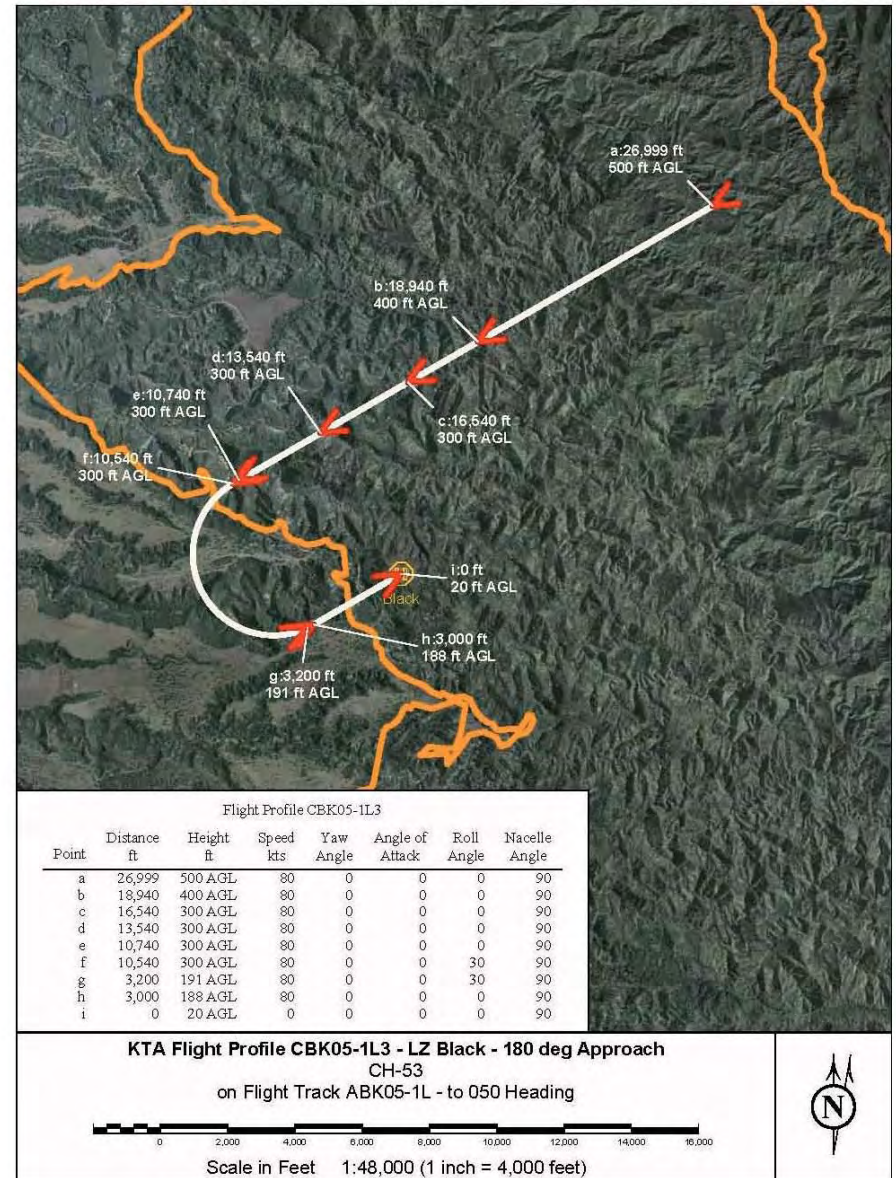 a:26,999 ft
500 ft AGL
b:18,940 ft
400 ft AGL
d:13,540 ft
300 ft AGL
e:10,740 ft
300 ft AGL
c:16,540 ft
300 ft AGL
f:10,540 ft
300 ft AGL
i:0 ft
20 ft AGL
Black
h:3,000 ft
188 ft AGL
g:3,200 ft
191 ft AGL
Flight Profile CBK05-1L3
Point Distance ft Height ft Speed kts Yaw Angle Angle of Attack Roll Angle Nacelle Angle
a 26,999 500 AGL 80 0 0 0 90
b 18,940 400 AGL 80 0 0 0 90
c 16,540 300 AGL 80 0 0 0 90
d 13,540 300 AGL 80 0 0 0 90
e 10,740 300 AGL 80 0 0 0 90
f 10,540 300 AGL 80 0 0 30 90
g 3,200 191 AGL 80 0 0 30 90
h 3,000 188 AGL 80 0 0 0 90
i 0 20 AGL 0 0 0 0 90
KTA Flight Profile CBK05-1L3 - LZ Black - 180 deg Approach
CH-53
on Flight Track ABK05-1L - to 050 Heading
0 2,000 4,000 6,000 8,000 10,000 12,000 14,000 16,000
Scale in Feet 1:48,000 (1 inch = 4,000 feet)
N